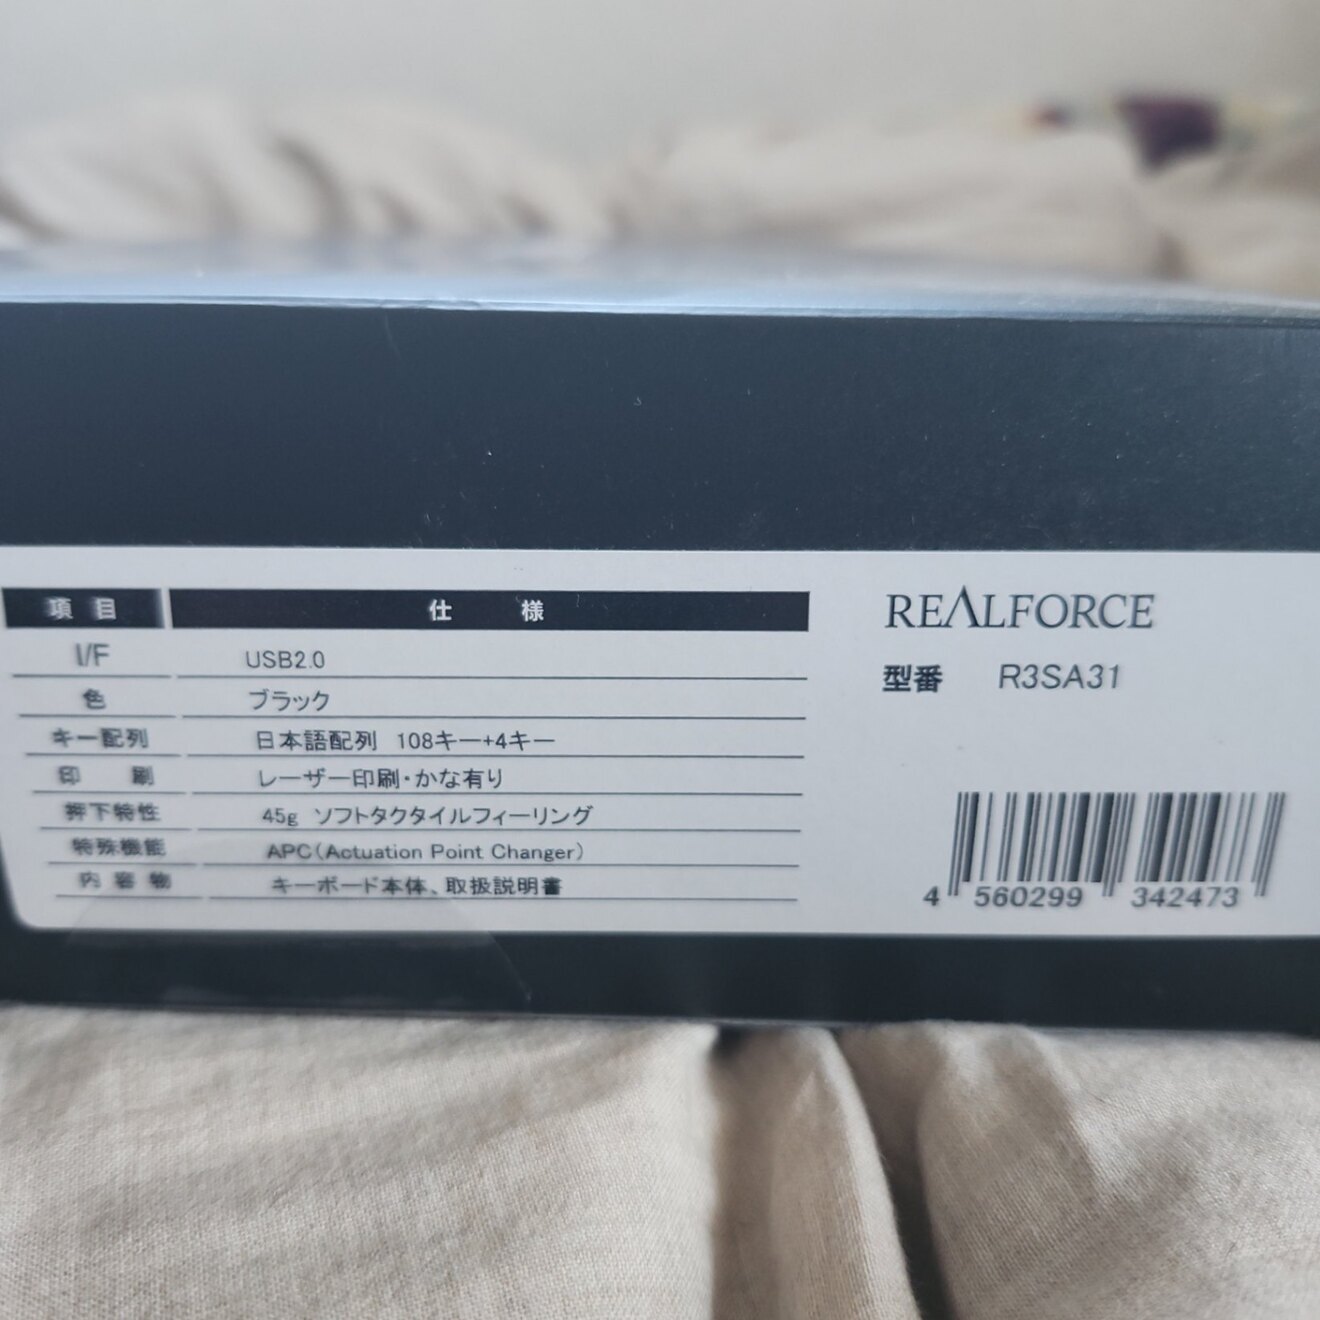 項目 仕様
I/F USB2.0
色 ブラック
キー配列 日本語配列 108キー+4キー
印刷 レーザー印刷・かな有り
押下特性 45g ソフトタクタイルフィーリング
特殊機能 APC(Actuation Point Changer)
内容物 キーボード本体、取扱説明書
REALFORCE
型番 R3SA31
4 560299 342473